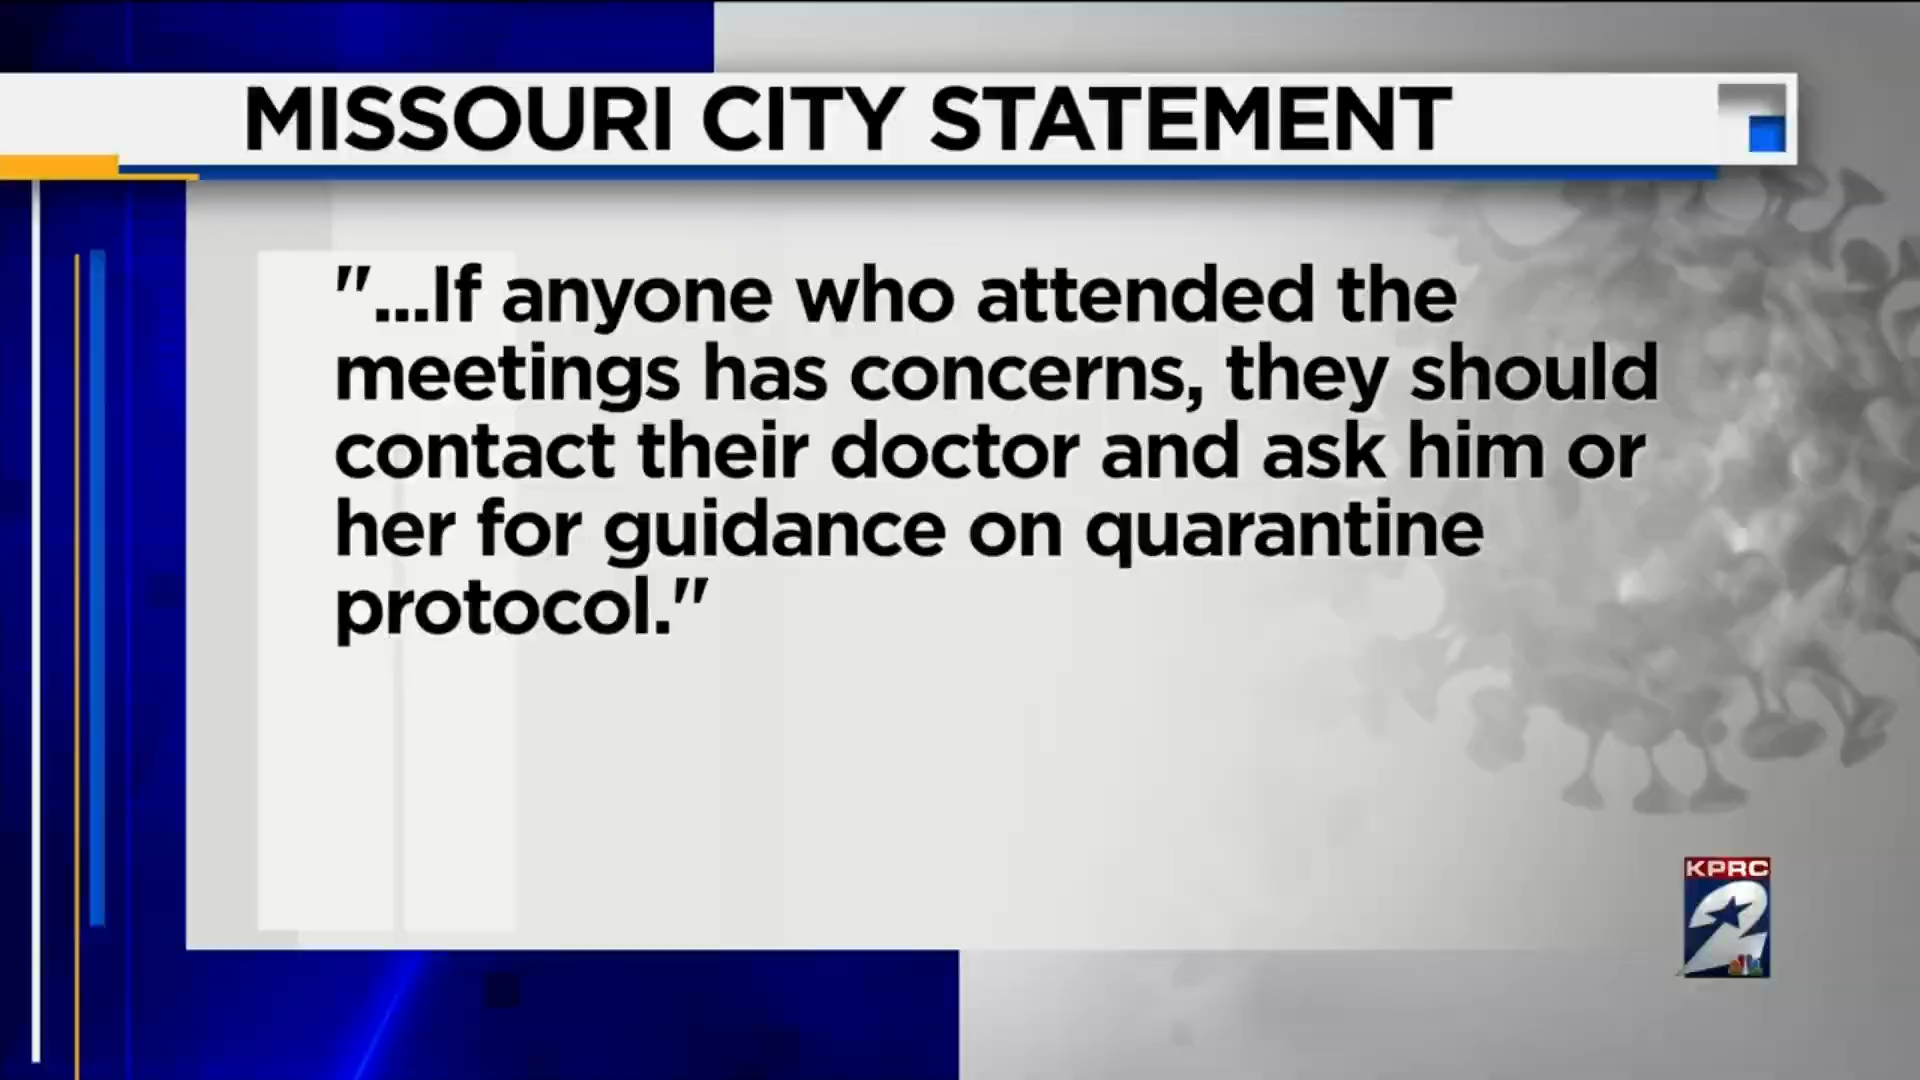 MISSOURI CITY STATEMENT
"...If anyone who attended the
meetings has concerns, they should
contact their doctor and ask him or
her for guidance on quarantine
protocol."
KPRC
2